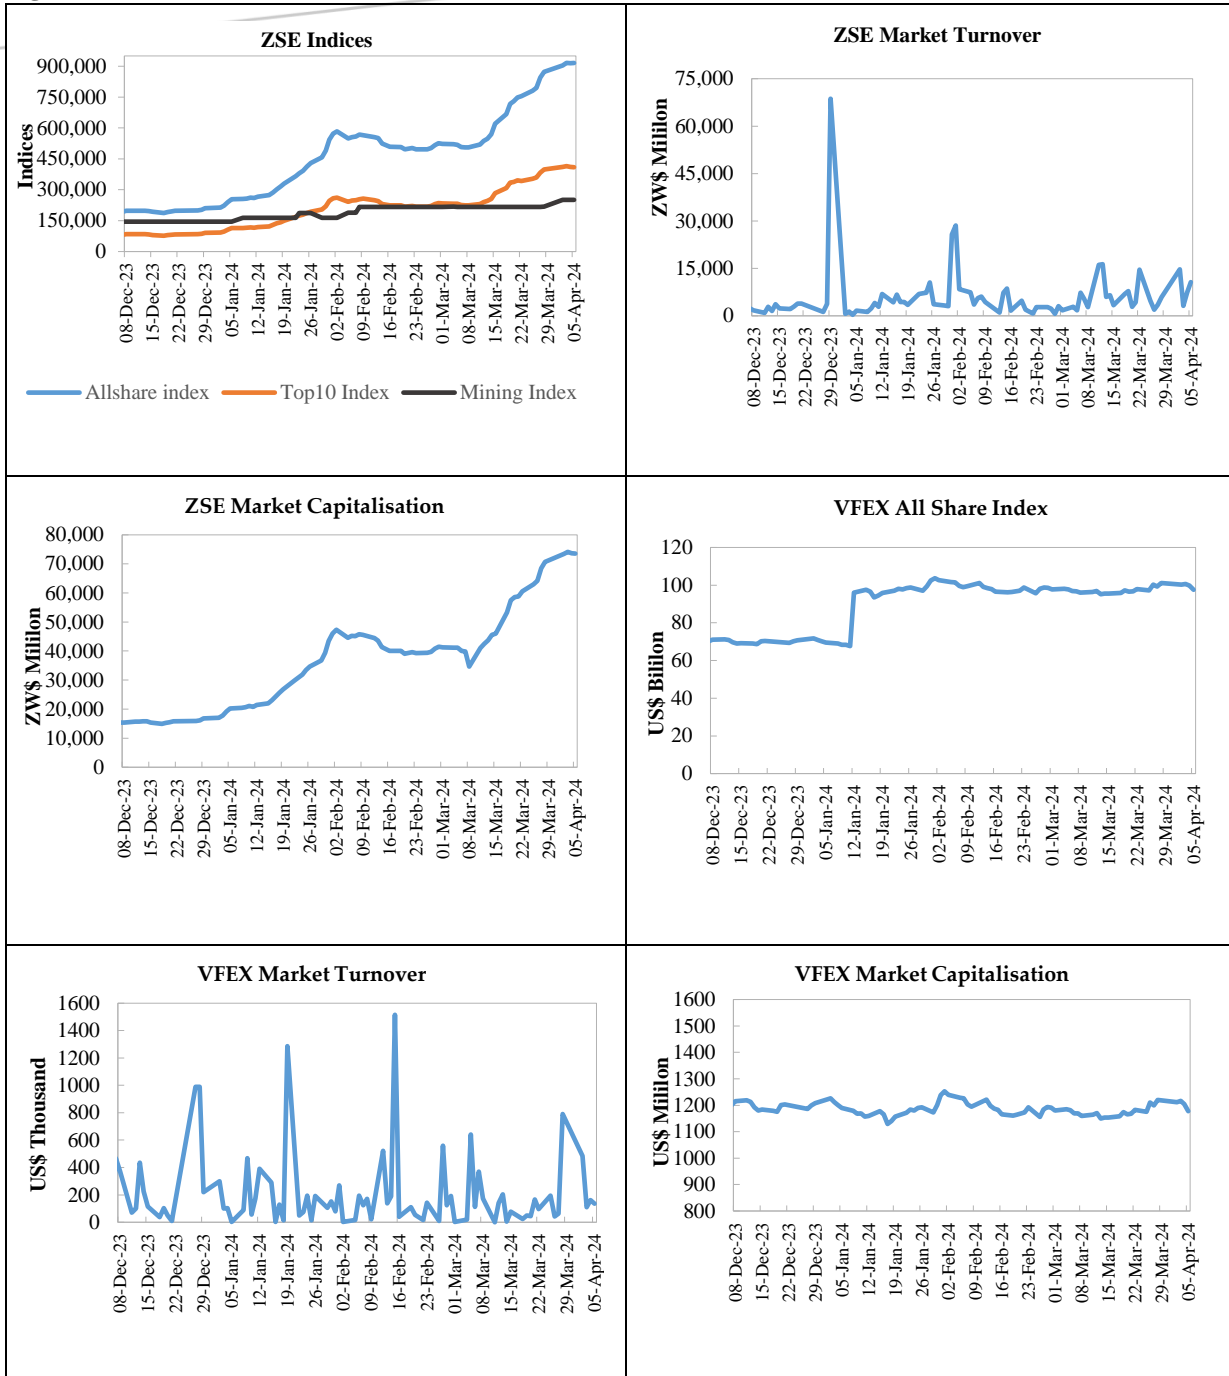 ZSE Indices
Indices
900,000
750,000
600,000
450,000
300,000
150,000
0
08-Dec-23
15-Dec-23
22-Dec-23
29-Dec-23
05-Jan-24
12-Jan-24
19-Jan-24
26-Jan-24
02-Feb-24
09-Feb-24
16-Feb-24
23-Feb-24
01-Mar-24
08-Mar-24
15-Mar-24
22-Mar-24
29-Mar-24
05-Apr-24
Allshare index Top10 Index Mining Index
ZSE Market Turnover
ZW$ Mililon
75,000
60,000
45,000
30,000
15,000
0
08-Dec-23
15-Dec-23
22-Dec-23
29-Dec-23
05-Jan-24
12-Jan-24
19-Jan-24
26-Jan-24
02-Feb-24
09-Feb-24
16-Feb-24
23-Feb-24
01-Mar-24
08-Mar-24
15-Mar-24
22-Mar-24
29-Mar-24
05-Apr-24
ZSE Market Capitalisation
ZW$ Mililon
80,000
70,000
60,000
50,000
40,000
30,000
20,000
10,000
0
08-Dec-23
15-Dec-23
22-Dec-23
29-Dec-23
05-Jan-24
12-Jan-24
19-Jan-24
26-Jan-24
02-Feb-24
09-Feb-24
16-Feb-24
23-Feb-24
01-Mar-24
08-Mar-24
15-Mar-24
22-Mar-24
29-Mar-24
05-Apr-24
VFEX All Share Index
US$ Bililon
120
100
80
60
40
20
0
08-Dec-23
15-Dec-23
22-Dec-23
29-Dec-23
05-Jan-24
12-Jan-24
19-Jan-24
26-Jan-24
02-Feb-24
09-Feb-24
16-Feb-24
23-Feb-24
01-Mar-24
08-Mar-24
15-Mar-24
22-Mar-24
29-Mar-24
05-Apr-24
VFEX Market Turnover
US$ Thousand
1600
1400
1200
1000
800
600
400
200
0
08-Dec-23
15-Dec-23
22-Dec-23
29-Dec-23
05-Jan-24
12-Jan-24
19-Jan-24
26-Jan-24
02-Feb-24
09-Feb-24
16-Feb-24
23-Feb-24
01-Mar-24
08-Mar-24
15-Mar-24
22-Mar-24
29-Mar-24
05-Apr-24
VFEX Market Capitalisation
US$ Mililon
1600
1500
1400
1300
1200
1100
1000
900
800
08-Dec-23
15-Dec-23
22-Dec-23
29-Dec-23
05-Jan-24
12-Jan-24
19-Jan-24
26-Jan-24
02-Feb-24
09-Feb-24
16-Feb-24
23-Feb-24
01-Mar-24
08-Mar-24
15-Mar-24
22-Mar-24
29-Mar-24
05-Apr-24